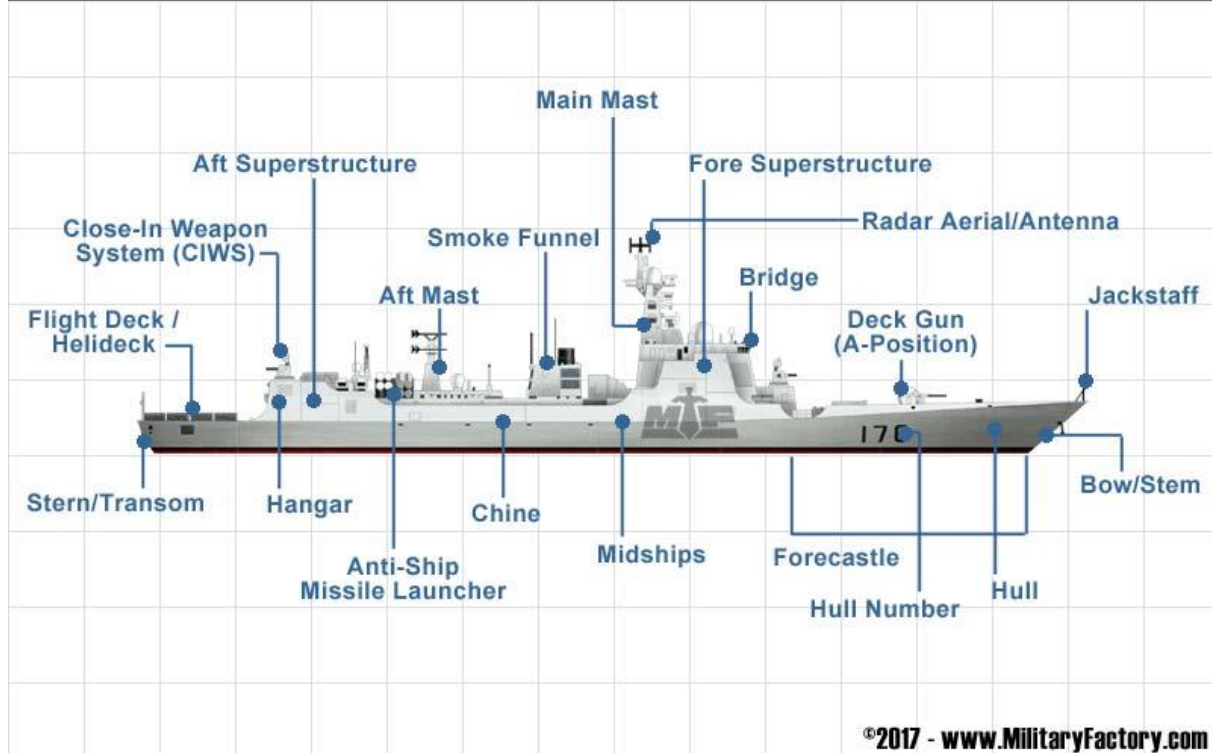 Main Mast
Aft Superstructure
Fore Superstructure
Close-In Weapon
System (CIWS)
Smoke Funnel
Radar Aerial/Antenna
Aft Mast
Bridge
Jackstaff
Flight Deck /
Helideck
Deck Gun
(A-Position)
MF
Stern/Transom
Hangar
Chine
Bow/Stem
Anti-Ship
Missile Launcher
Midships
Forecastle
Hull Number
Hull
©2017 - www.MilitaryFactory.com